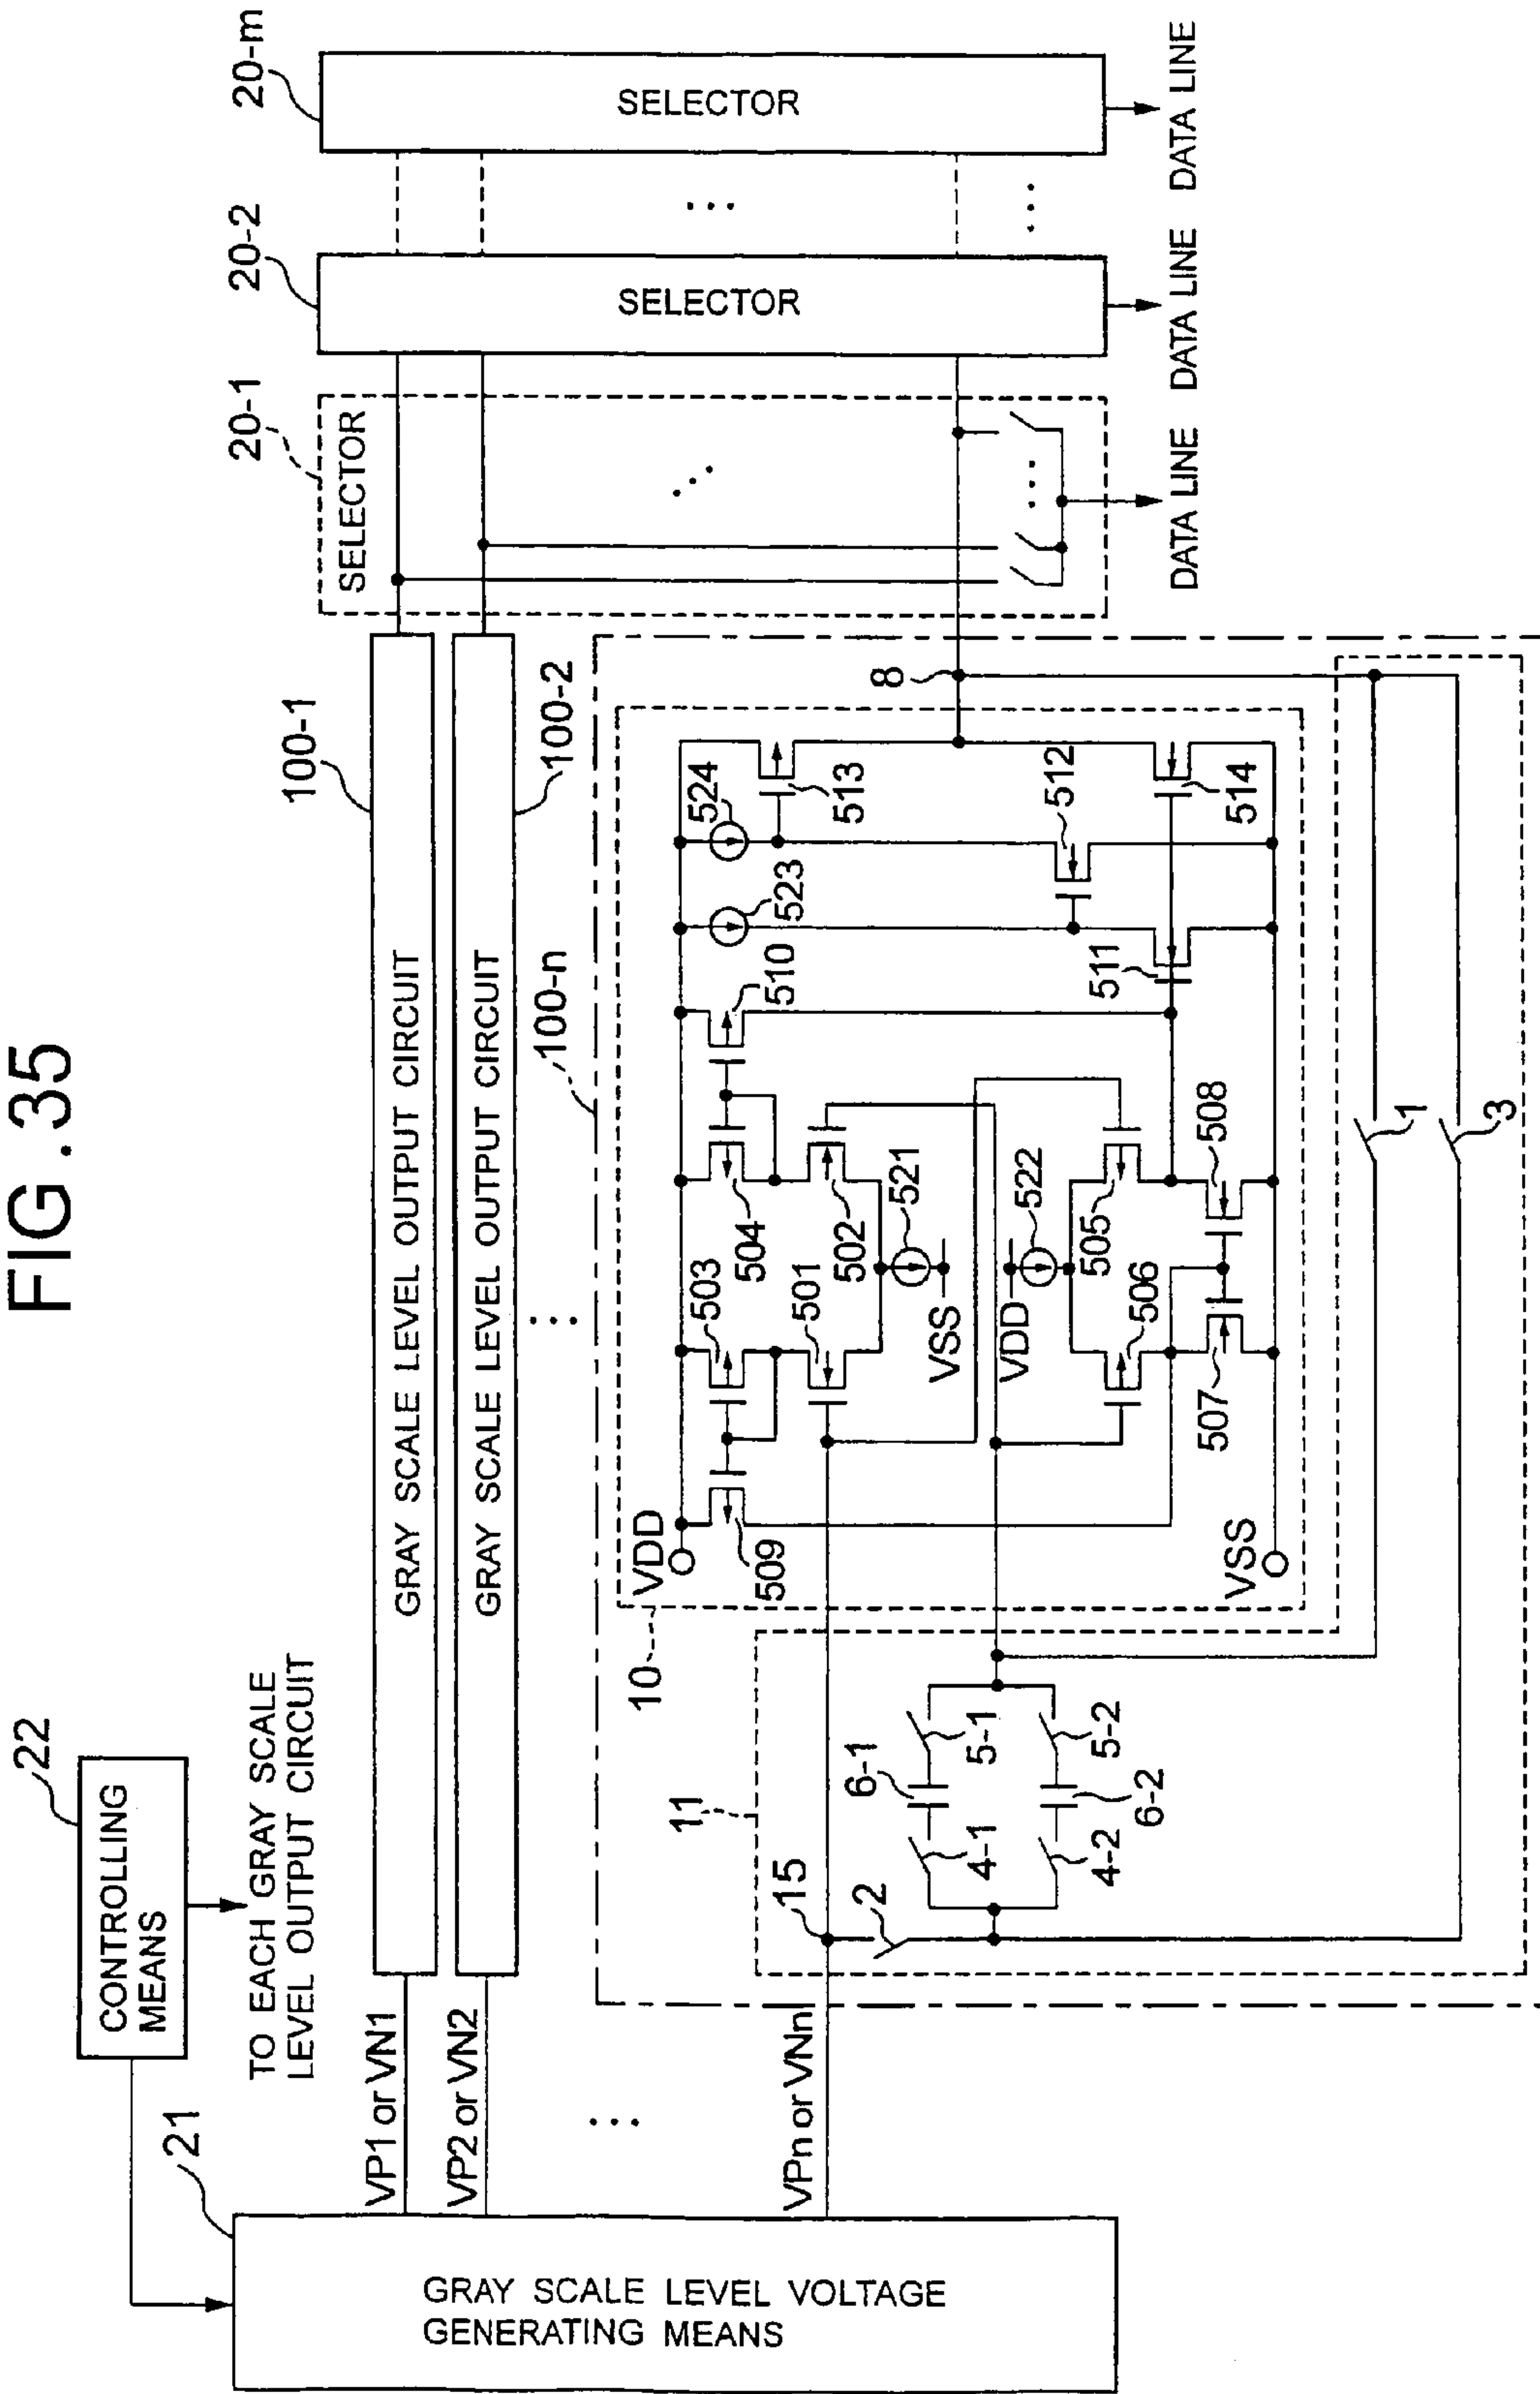 FIG.35
22
CONTROLLING
MEANS
TO EACH GRAY SCALE
LEVEL OUTPUT CIRCUIT
21
GRAY SCALE LEVEL VOLTAGE
GENERATING MEANS
VP1 or VN1
VP2 or VN2
...
VPn or VNn
100-1
GRAY SCALE LEVEL OUTPUT CIRCUIT
100-2
GRAY SCALE LEVEL OUTPUT CIRCUIT
...
100-n
20-1
SELECTOR
...
...
DATA LINE
20-2
SELECTOR
DATA LINE
...
...
20-m
SELECTOR
DATA LINE
10
VDD
509
503
504
510
523
524
513
8
501
502
521
VSS
VDD
522
506
505
511
512
514
507
508
VSS
15
2
11
6-1
4-1
5-1
4-2
6-2
5-2
1
3